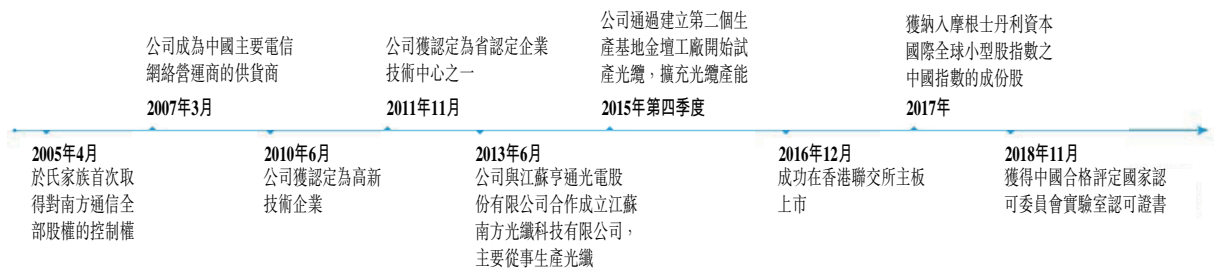 公司成為中國主要電信
網絡營運商的供貨商
2007年3月
公司獲認定為省認定企業
技術中心之一
2011年11月
公司通過建立第二個生
產基地金壇工廠開始試
產光纜，擴充光纜產能
2015年第四季度
獲納入摩根士丹利資本
國際全球小型股指數之
中國指數的成份股
2017年
2005年4月
於氏家族首次取
得對南方通信全
部股權的控制權
2010年6月
公司獲認定為高新
技術企業
2013年6月
公司與江蘇亨通光電股
份有限公司合作成立江蘇
南方光纖科技有限公司，
主要從事生產光纖
2016年12月
成功在香港聯交所主板
上市
2018年11月
獲得中國合格評定國家認
可委員會實驗室認可證書